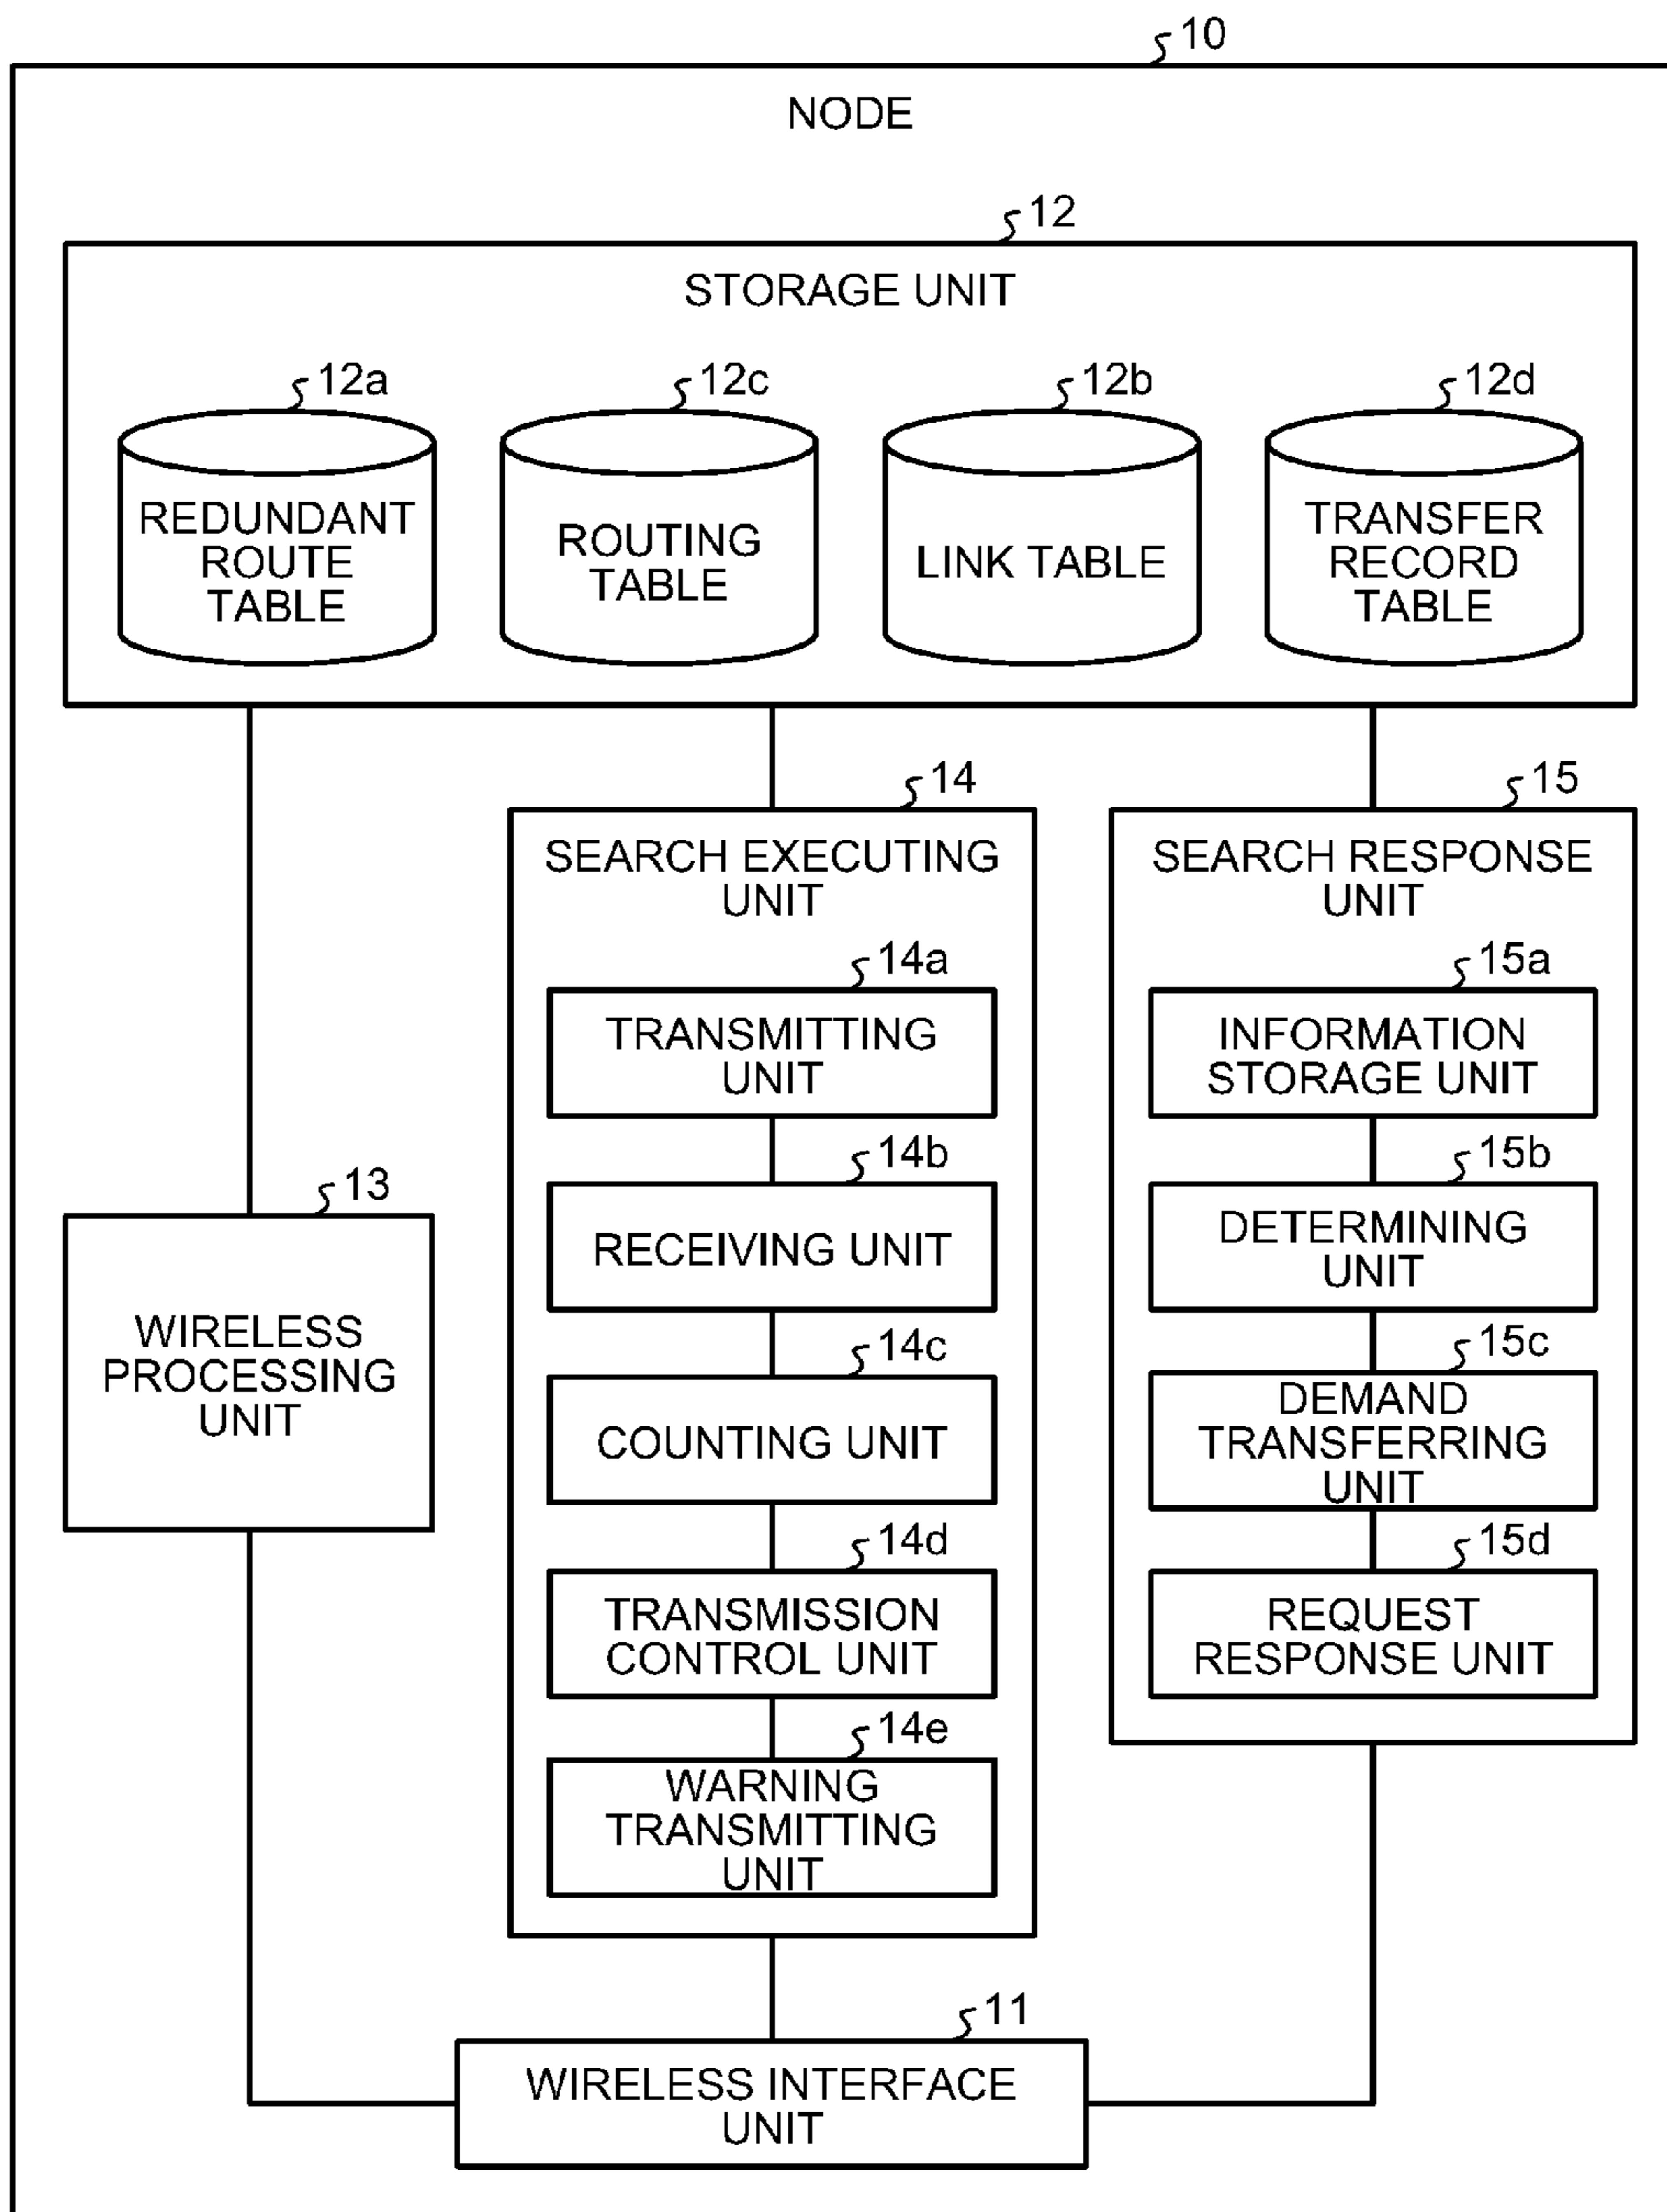 10
NODE
12
STORAGE UNIT
12a
12c
12b
12d
REDUNDANT
ROUTE
TABLE
ROUTING
TABLE
LINK TABLE
TRANSFER
RECORD
TABLE
14
SEARCH EXECUTING
UNIT
14a
TRANSMITTING
UNIT
14b
RECEIVING UNIT
14c
COUNTING UNIT
14d
TRANSMISSION
CONTROL UNIT
14e
WARNING
TRANSMITTING
UNIT
15
SEARCH RESPONSE
UNIT
15a
INFORMATION
STORAGE UNIT
15b
DETERMINING
UNIT
15c
DEMAND
TRANSFERRING
UNIT
15d
REQUEST
RESPONSE UNIT
13
WIRELESS
PROCESSING
UNIT
11
WIRELESS INTERFACE
UNIT